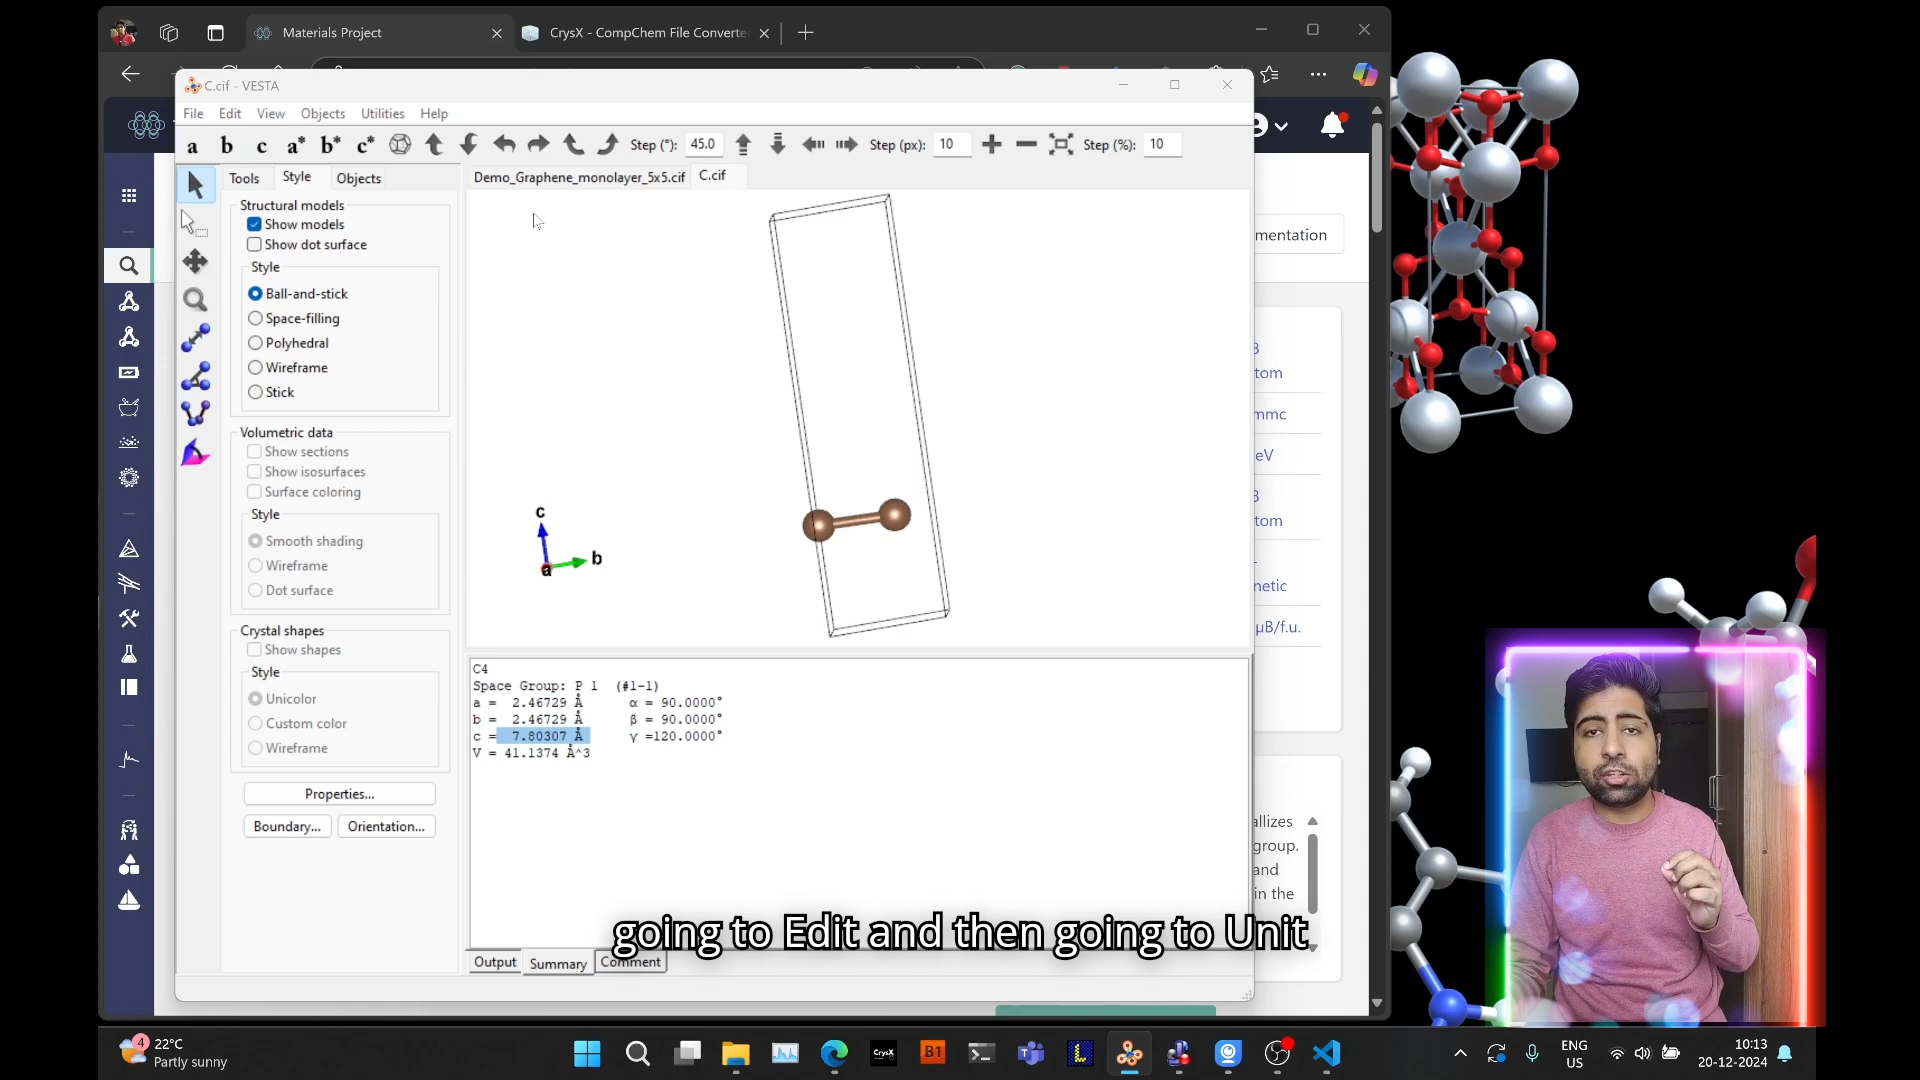 Materials Project
CrysX - CompChem File Converte
C.cif - VESTA
File Edit View Objects Utilities Help
a b c a* b* c* Step (°): 45.0 Step (px): 10 Step (%): 10
Tools Style Objects
Demo_Graphene_monolayer_5x5.cif C.cif
Structural models
Show models
Show dot surface
Style
Ball-and-stick
Space-filling
Polyhedral
Wireframe
Stick
Volumetric data
Show sections
Show isosurfaces
Surface coloring
Style
Smooth shading
Wireframe
Dot surface
Crystal shapes
Show shapes
Style
Unicolor
Custom color
Wireframe
Properties...
Boundary... Orientation...
c
b
a
C4
Space Group: P 1 (#1-1)
a = 2.46729 Å α = 90.0000°
b = 2.46729 Å β = 90.0000°
c = 7.80307 Å γ =120.0000°
V = 41.1374 Å^3
Output Summary Comment
mentation
tom
mmc
eV
tom
netic
μB/f.u.
allizes
group.
and
in the
going to Edit and then going to Unit
4
22°C
Partly sunny
CrysX
B1
L
ENG
US
10:13
20-12-2024